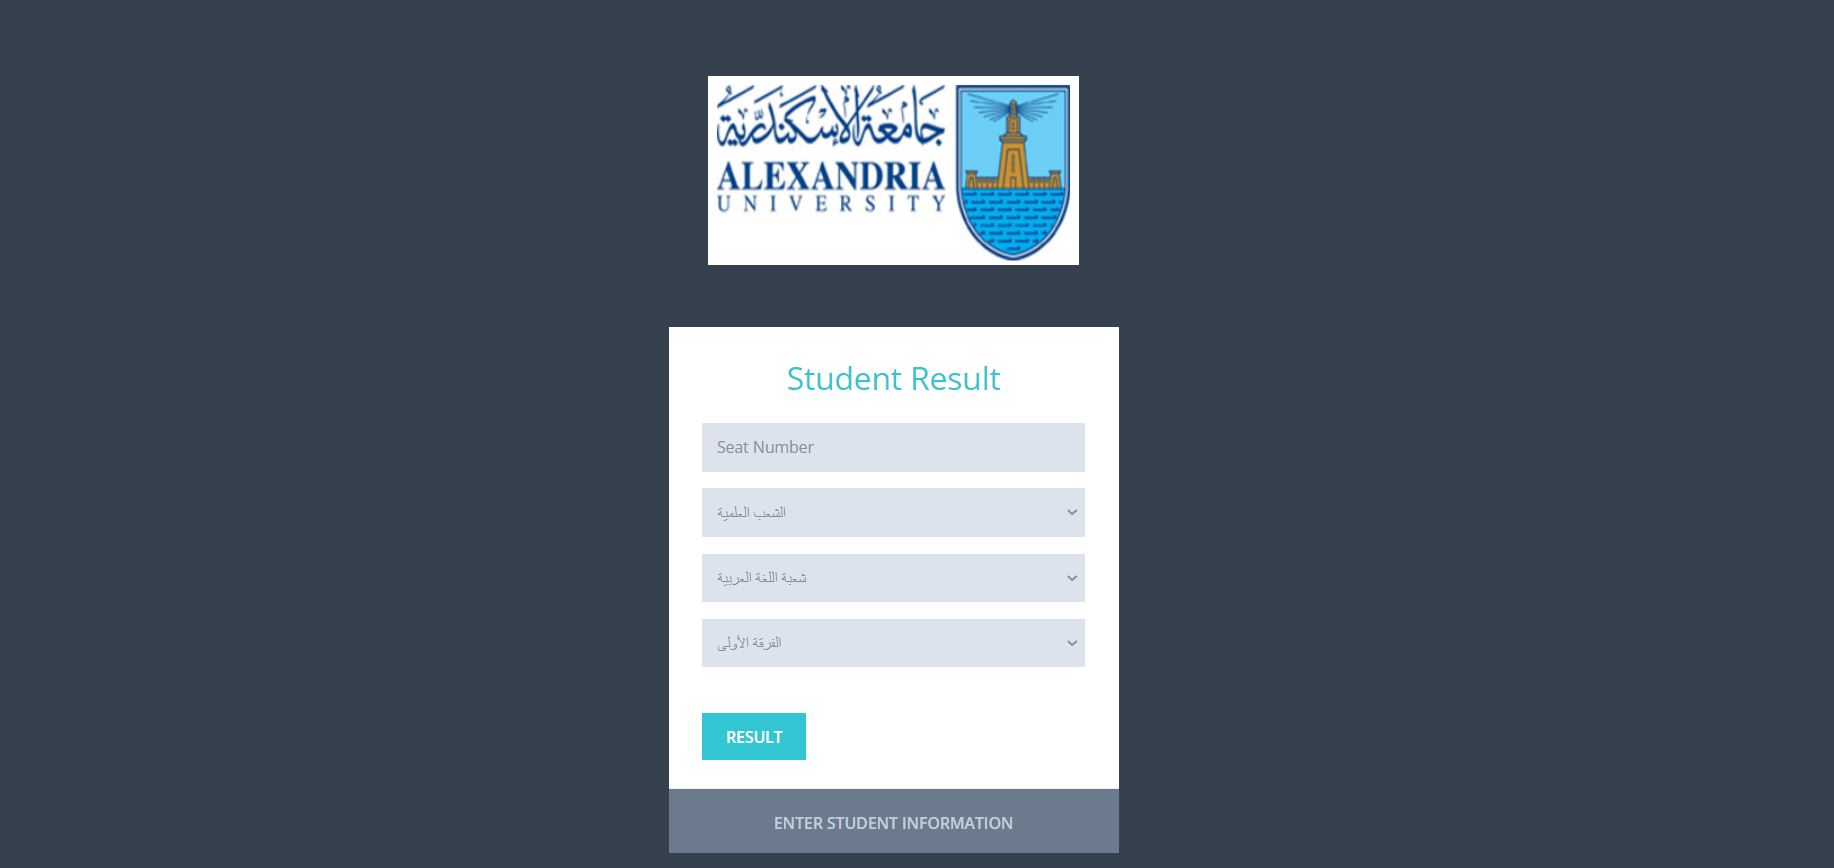 جامعة الإسكندرية
ALEXANDRIA
UNIVERSITY
Student Result
Seat Number
الشعب العلمية
شعبة اللغة العربية
الفرقة الأولى
RESULT
ENTER STUDENT INFORMATION